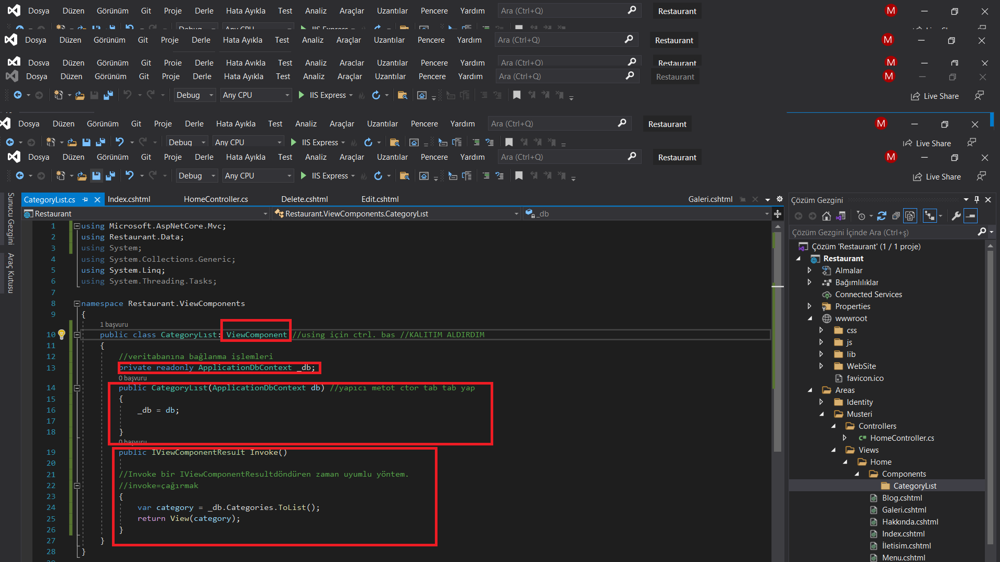 Dosya Düzen Görünüm Git Proje Derle Hata Ayıkla Test Analiz Araçlar Uzantılar Pencere Yardım Ara (Ctrl+Q) Restaurant M
Debug Any CPU IIS Express Live Share
Dosya Düzen Görünüm Git Proje Derle Hata Ayıkla Test Analiz Araçlar Uzantılar Pencere Yardım Ara (Ctrl+Q) Restaurant M
Dosya Düzen Görünüm Git Proje Derle Hata Ayıkla Test Analiz Araçlar Uzantılar Pencere Yardım Ara (Ctrl+Q) Restaurant M
Dosya Düzen Görünüm Git Proje Derle Hata Ayıkla Test Analiz Araçlar Uzantılar Pencere Yardım Ara (Ctrl+Q) Restaurant M
Debug Any CPU IIS Express Live Share
Dosya Düzen Görünüm Git Proje Derle Hata Ayıkla Test Analiz Araçlar Uzantılar Pencere Yardım Ara (Ctrl+Q) Restaurant M
Debug Any CPU IIS Express Live Share
Dosya Düzen Görünüm Git Proje Derle Hata Ayıkla Test Analiz Araçlar Uzantılar Pencere Yardım Ara (Ctrl+Q) Restaurant M
Debug Any CPU IIS Express Live Share
Sunucu Gezgini
Araç Kutusu
CategoryLıst.cs Index.cshtml HomeController.cs Delete.cshtml Edit.cshtml Galeri.cshtml
Restaurant Restaurant.ViewComponents.CategoryLıst _db
1 using Microsoft.AspNetCore.Mvc;
2 using Restaurant.Data;
3 using System;
4 using System.Collections.Generic;
5 using System.Linq;
6 using System.Threading.Tasks;
7
8 namespace Restaurant.ViewComponents
9 {
1 başvuru
10 public class CategoryLıst: ViewComponent //using için ctrl. bas //KALITIM ALDIRDIM
11 {
12 //veritabanına bağlanma işlemleri
13 private readonly ApplicationDbContext _db;
0 başvuru
14 public CategoryLıst(ApplicationDbContext db) //yapıcı metot ctor tab tab yap
15 {
16 _db = db;
17
18 }
0 başvuru
19 public IViewComponentResult Invoke()
20
21 //Invoke bir IViewComponentResultdöndüren zaman uyumlu yöntem.
22 //invoke=çağırmak
23 {
24 var category = _db.Categories.ToList();
25 return View(category);
26 }
27 }
28 }
Çözüm Gezgini
Çözüm Gezgini İçinde Ara (Ctrl+ş)
Çözüm 'Restaurant' (1 / 1 proje)
Restaurant
Almalar
Bağımlılıklar
Connected Services
Properties
wwwroot
css
js
lib
WebSite
favicon.ico
Areas
Identity
Musteri
Controllers
C# HomeController.cs
Views
Home
Components
CategoryLıst
Blog.cshtml
Galeri.cshtml
Hakkında.cshtml
Index.cshtml
İletisim.cshtml
Menu.cshtml